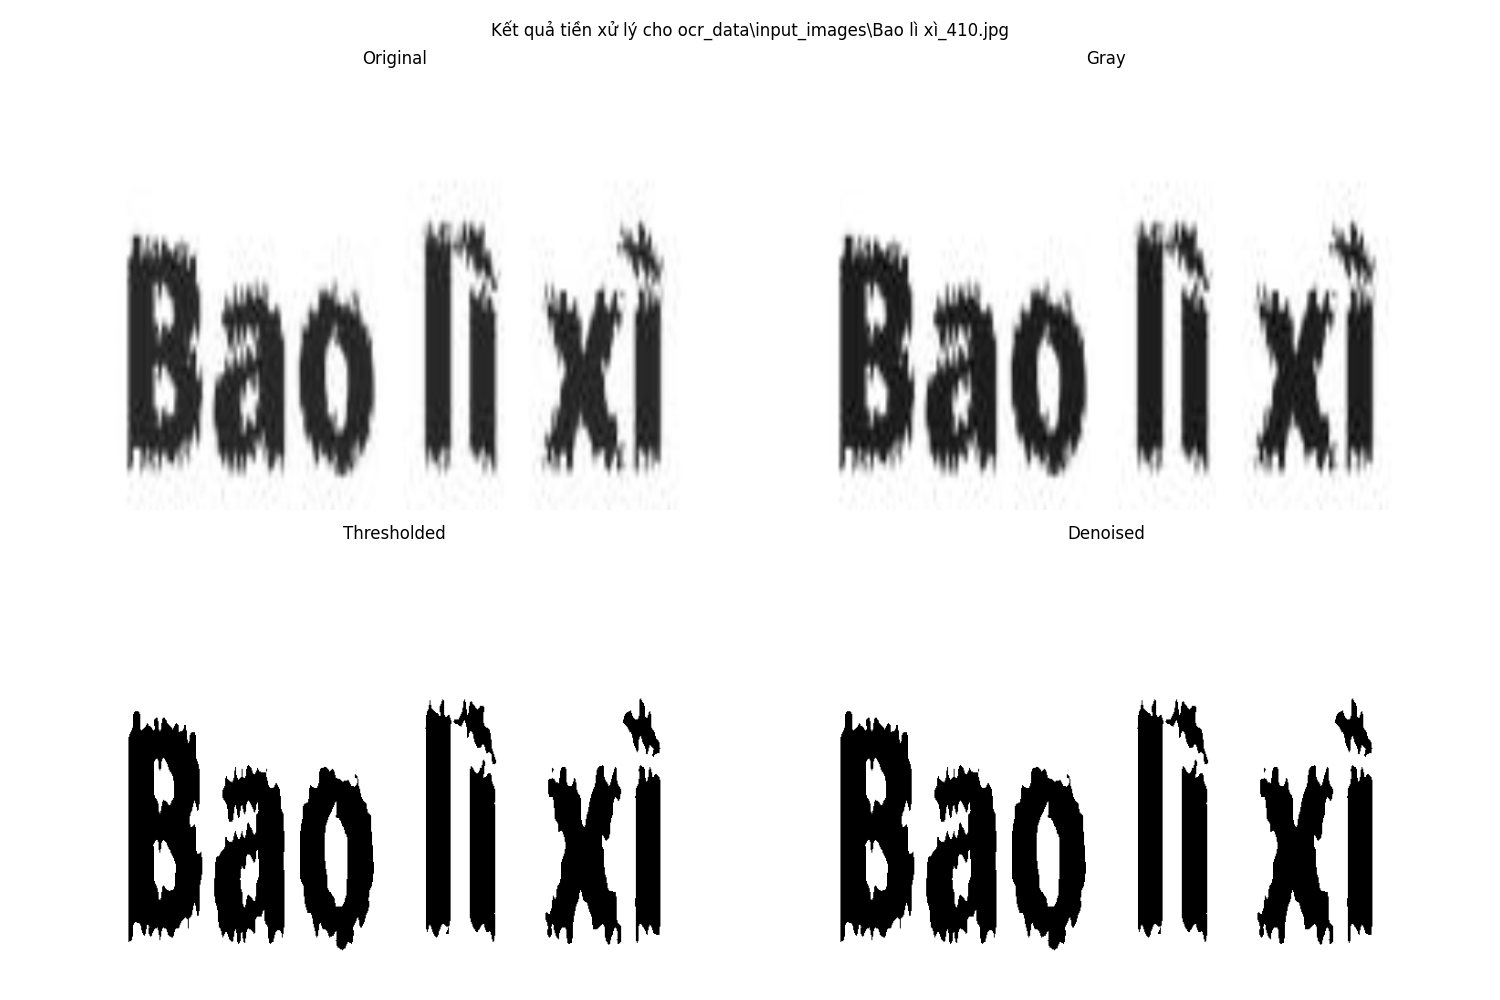 Kết quả tiền xử lý cho ocr_data\input_images\Bao lì xì_410.jpg
Original
Gray
Bao lì xì
Bao lì xì
Thresholded
Denoised
Bao lì xì
Bao lì xì